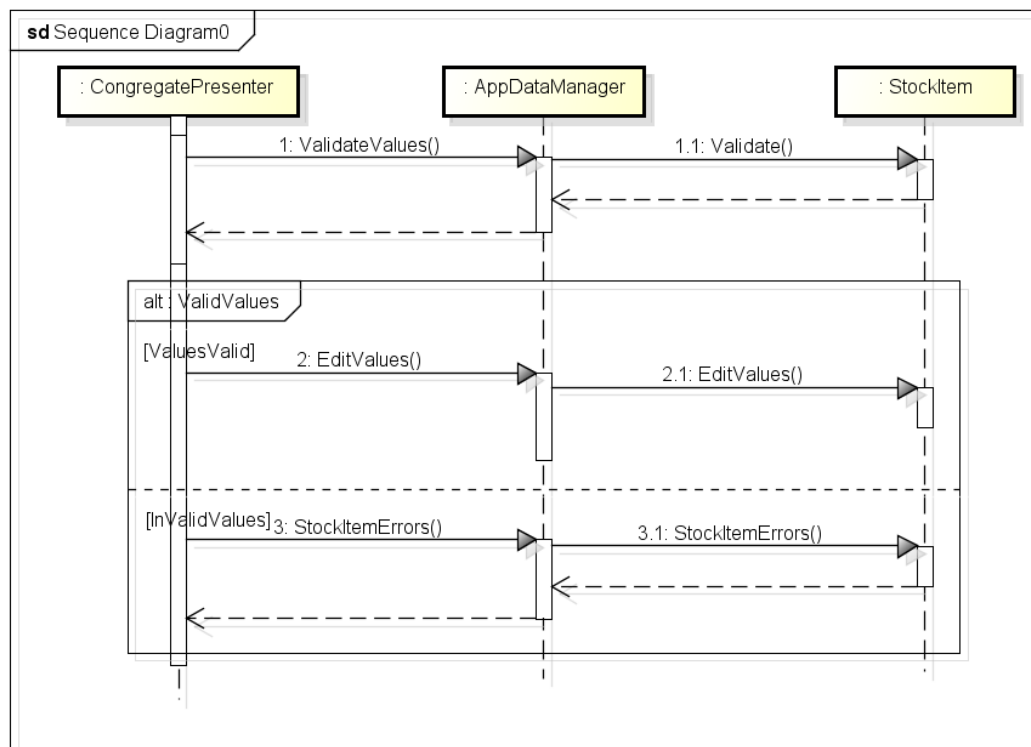 sd Sequence Diagram0
: CongregatePresenter
: AppDataManager
: StockItem
1: ValidateValues()
1.1: Validate()
alt : ValidValues
[ValuesValid]
2: EditValues()
2.1: EditValues()
[InValidValues]
3: StockItemErrors()
3.1: StockItemErrors()